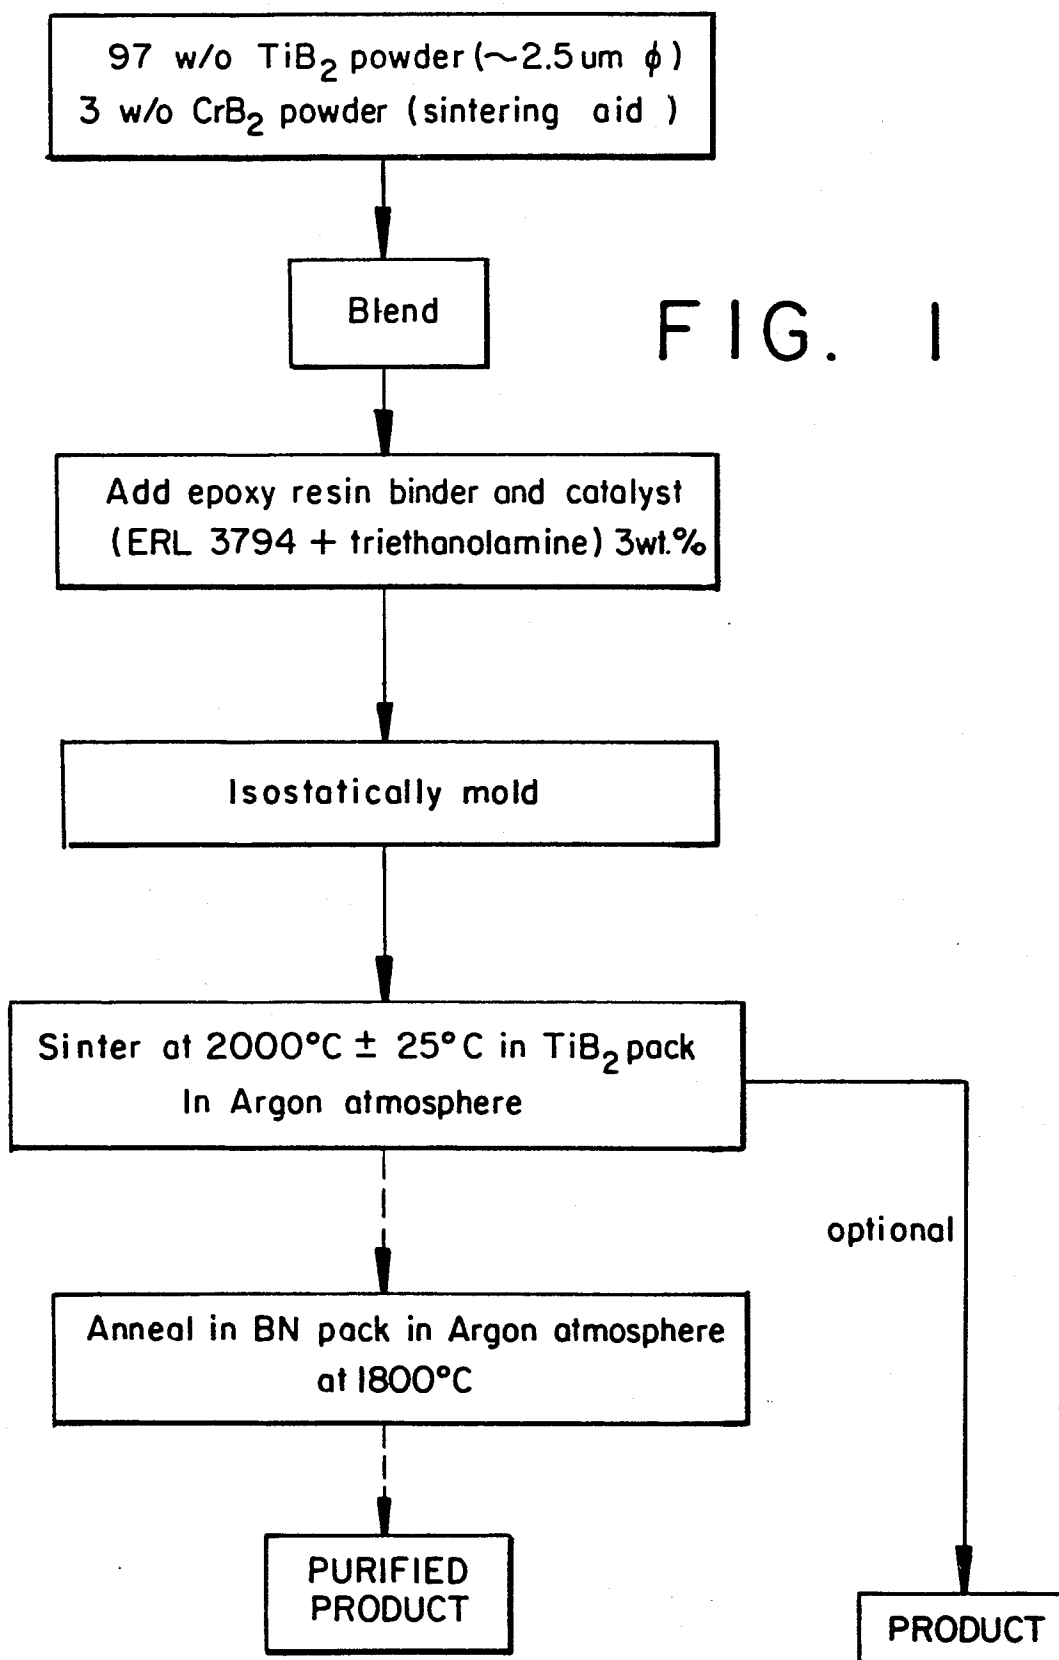 97 w/o TiB2 powder (~2.5um ϕ)
3 w/o CrB2 powder (sintering aid)
Blend
FIG. 1
Add epoxy resin binder and catalyst
(ERL 3794 + triethanolamine) 3wt.%
Isostatically mold
Sinter at 2000°C ± 25°C in TiB2 pack
In Argon atmosphere
optional
Anneal in BN pack in Argon atmosphere
at 1800°C
PURIFIED
PRODUCT
PRODUCT